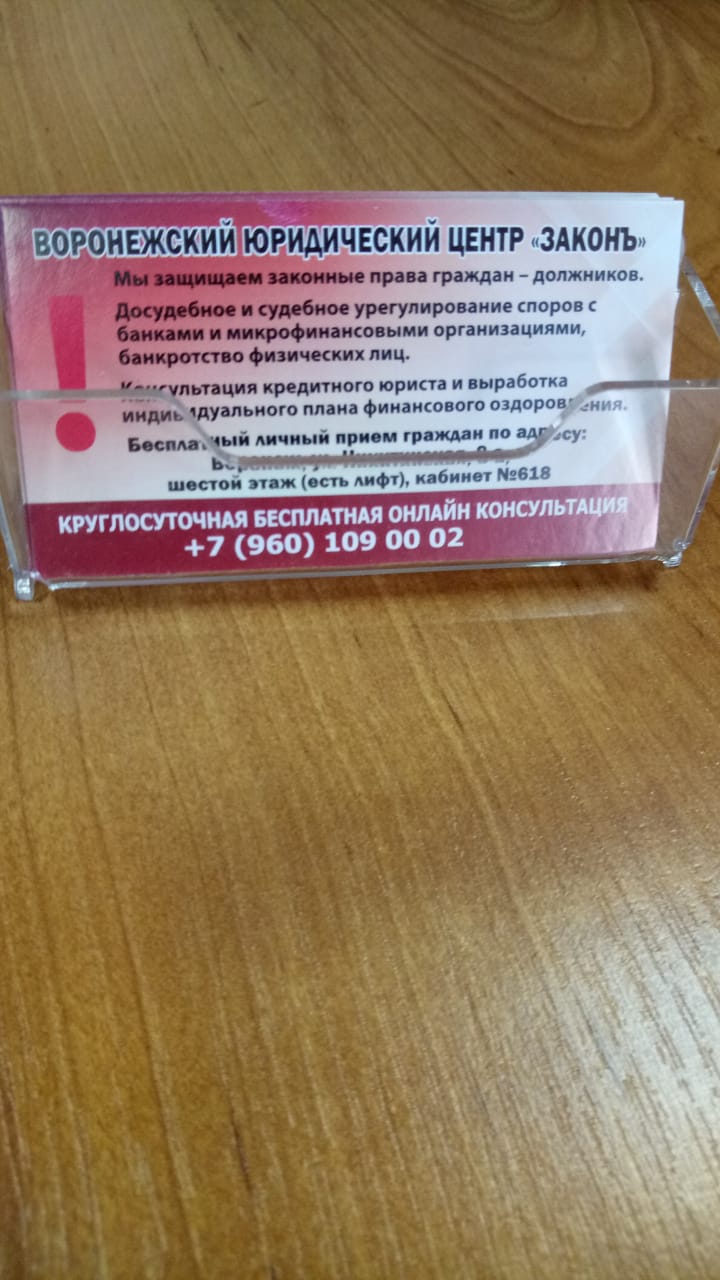 ВОРОНЕЖСКИЙ ЮРИДИЧЕСКИЙ ЦЕНТР «ЗАКОНЪ»
Мы защищаем законные права граждан – должников.
!
Досудебное и судебное урегулирование споров с
банками и микрофинансовыми организациями,
банкротство физических лиц.
Консультация кредитного юриста и выработка
индивидуального плана финансового оздоровления.
Бесплатный личный прием граждан по адресу:
шестой этаж (есть лифт), кабинет №618
КРУГЛОСУТОЧНАЯ БЕСПЛАТНАЯ ОНЛАЙН КОНСУЛЬТАЦИЯ
+7 (960) 109 00 02